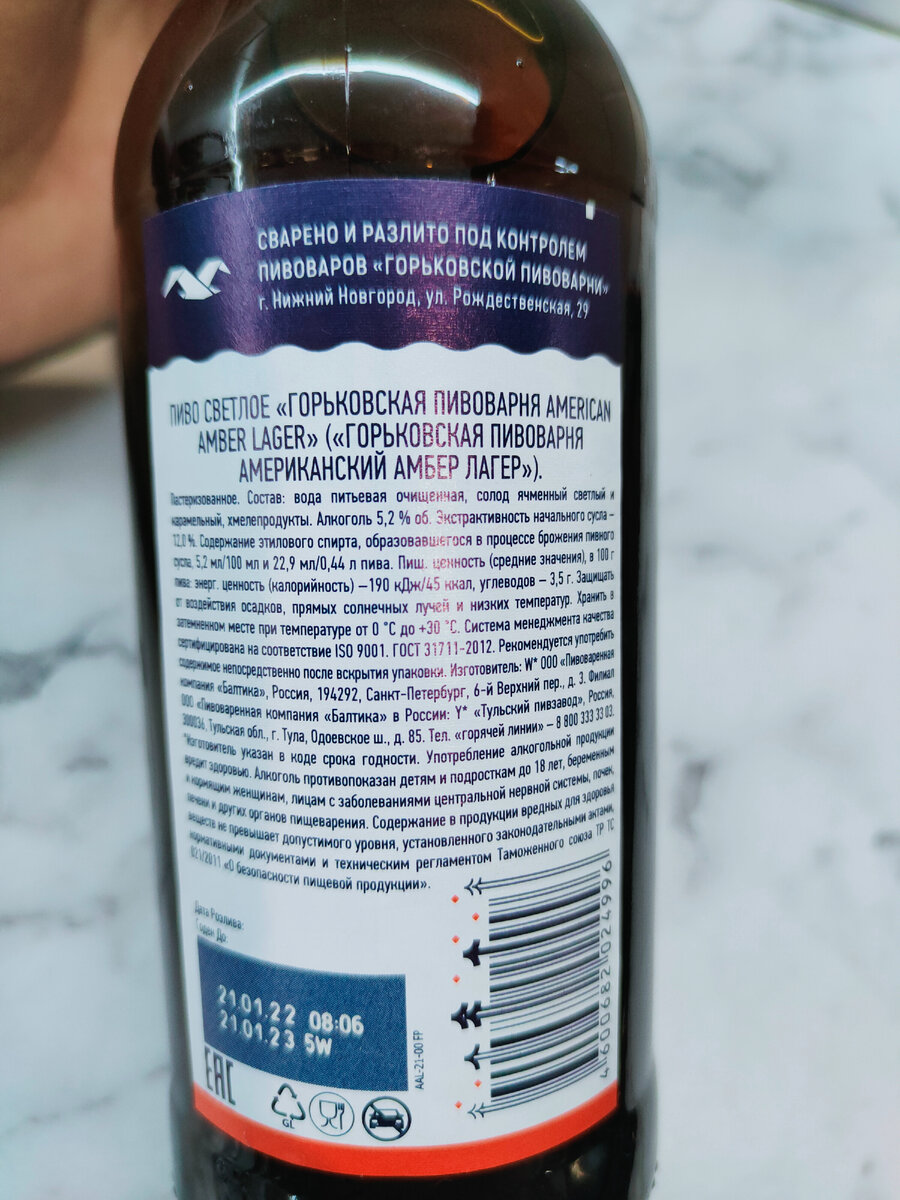 СВАРЕНО И РАЗЛИТО ПОД КОНТРОЛЕМ
ПИВОВАРОВ «ГОРЬКОВСКОЙ ПИВОВАРНИ»
г. Нижний Новгород, ул. Рождественская, 29
ПИВО СВЕТЛОЕ «ГОРЬКОВСКАЯ ПИВОВАРНЯ AMERICAN
AMBER LAGER» («ГОРЬКОВСКАЯ ПИВОВАРНЯ
АМЕРИКАНСКИЙ АМБЕР ЛАГЕР»).
Пастеризованное. Состав: вода питьевая очищенная, солод ячменный светлый и
карамельный, хмелепродукты. Алкоголь 5,2 % об. Экстрактивность начального сусла –
12,0 %. Содержание этилового спирта, образовавшегося в процессе брожения пивного
сусла, 5,2 мл/100 мл и 22,9 мл/0,44 л пива. Пищ. ценность (средние значения), в 100 г
пива: энерг. ценность (калорийность) – 190 кДж/45 ккал, углеводов – 3,5 г. Защищать
от воздействия осадков, прямых солнечных лучей и низких температур. Хранить в
затемненном месте при температуре от 0 °С до +30 °С. Система менеджмента качества
сертифицирована на соответствие ISO 9001. ГОСТ 31711-2012. Рекомендуется употребить
содержимое непосредственно после вскрытия упаковки. Изготовитель: W* ООО «Пивоваренная
компания «Балтика», Россия, 194292, Санкт-Петербург, 6-й Верхний пер., д. 3. Филиал
ООО «Пивоваренная компания «Балтика» в России: Y* «Тульский пивзавод», Россия,
300036, Тульская обл., г. Тула, Одоевское ш., д. 85. Тел. «горячей линии» – 8 800 333 33 03.
*Изготовитель указан в коде срока годности. Употребление алкогольной продукции
вредит здоровью. Алкоголь противопоказан детям и подросткам до 18 лет, беременным
и кормящим женщинам, лицам с заболеваниями центральной нервной системы, почек,
печени и других органов пищеварения. Содержание в продукции вредных для здоровья
веществ не превышает допустимого уровня, установленного законодательными актами,
нормативными документами и техническим регламентом Таможенного союза ТР ТС
021/2011 «О безопасности пищевой продукции».
Дата Розлива:
Годен До:
21.01.22 08:06
21.01.23 5W
AAL-21-00 FP
4600682024996
EAC
GL